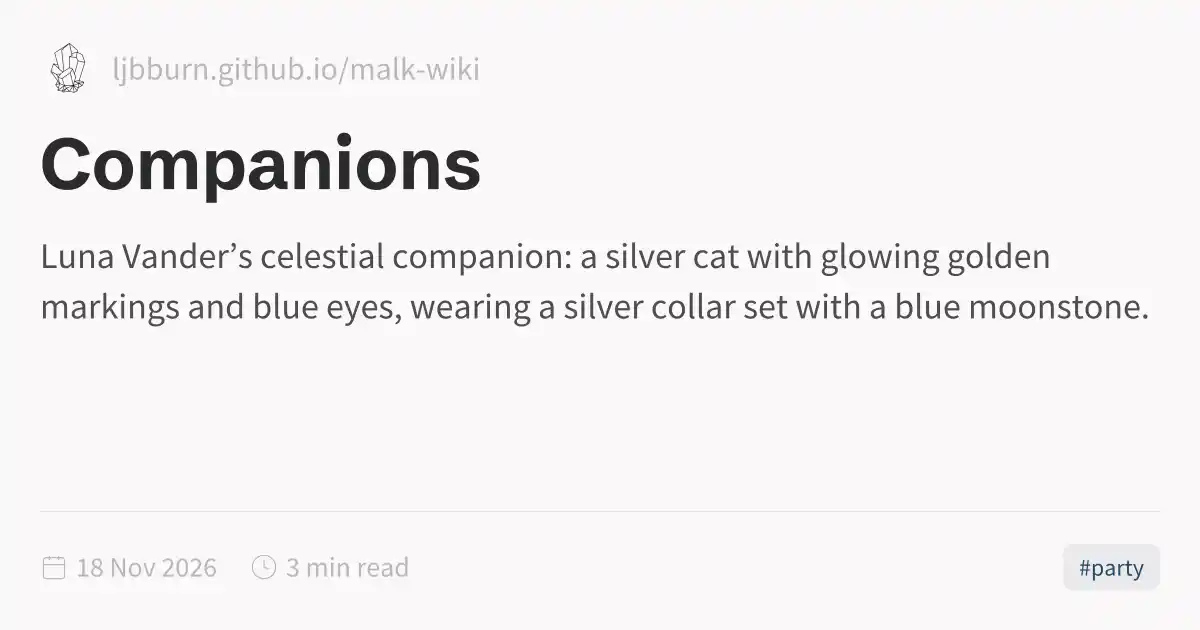 ljbburn.github.io/malk-wiki
Companions
Luna Vander’s celestial companion: a silver cat with glowing golden
markings and blue eyes, wearing a silver collar set with a blue moonstone.
18 Nov 2026 3 min read
#party